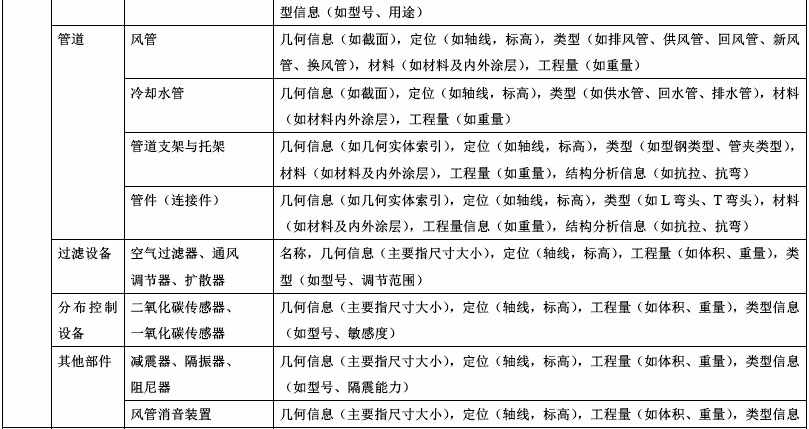 型信息（如型号、用途）
管道 风管 几何信息（如截面），定位（如轴线，标高），类型（如排风管、供风管、回风管、新风
管、换风管），材料（如材料及内外涂层），工程量（如重量）
冷却水管 几何信息（如截面），定位（如轴线，标高），类型（如供水管、回水管、排水管），材料
（如材料内外涂层），工程量（如重量）
管道支架与托架 几何信息（如几何实体索引），定位（如轴线，标高），类型（如型钢类型、管夹类型），
材料（如材料及内外涂层），工程量（如重量），结构分析信息（如抗拉、抗弯）
管件（连接件） 几何信息（如几何实体索引），定位（如轴线，标高），类型（如 L 弯头、T 弯头），材料
（如材料及内外涂层），工程量信息（如重量），结构分析信息（如抗拉、抗弯）
过滤设备 空气过滤器、通风 名称，几何信息（主要指尺寸大小），定位（轴线，标高），工程量（如体积、重量），类
调节器、扩散器 型（如型号、调节范围）
分布控制 二氧化碳传感器、 几何信息（主要指尺寸大小），定位（轴线，标高），工程量（如体积、重量），类型信息
设备 一氧化碳传感器 （如型号、敏感度）
其他部件 减震器、隔振器、 几何信息（主要指尺寸大小），定位（轴线，标高），工程量（如体积、重量），类型信息
阻尼器 （如型号、隔震能力）
风管消音装置 几何信息（主要指尺寸大小），定位（轴线，标高），工程量（如体积、重量），类型信息